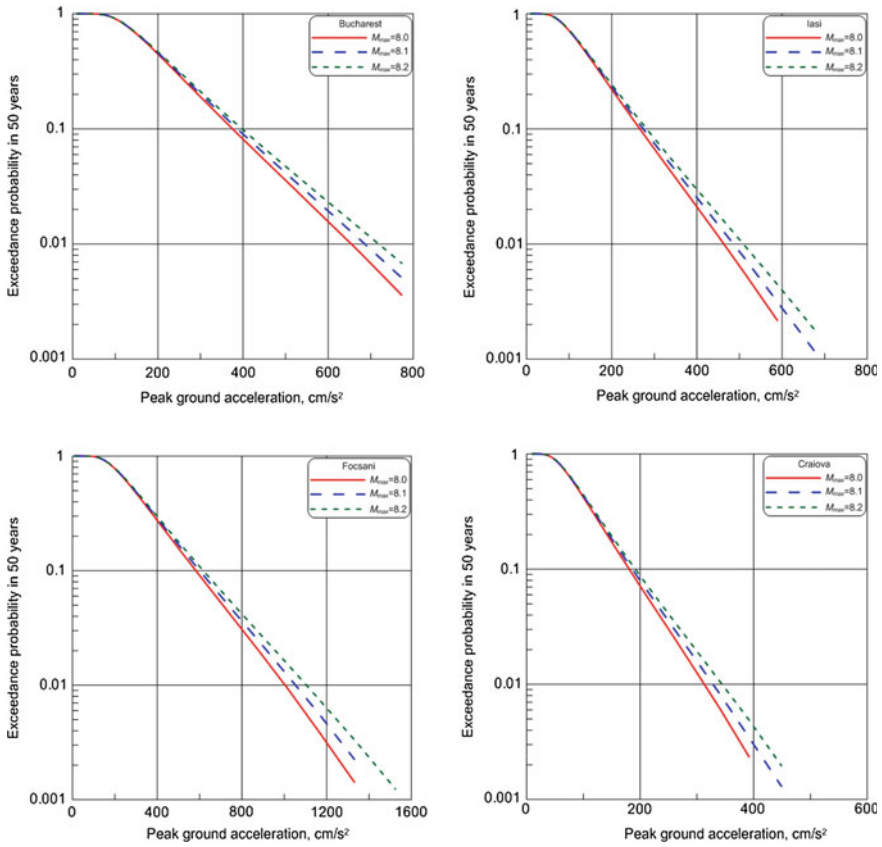 Bucharest
Mmax=8.0
Mmax=8.1
Mmax=8.2
1
0.1
0.01
0.001
Exceedance probability in 50 years
0 200 400 600 800
Peak ground acceleration, cm/s²
Iasi
Mmax=8.0
Mmax=8.1
Mmax=8.2
1
0.1
0.01
0.001
Exceedance probability in 50 years
0 200 400 600 800
Peak ground acceleration, cm/s²
Focsani
Mmax=8.0
Mmax=8.1
Mmax=8.2
1
0.1
0.01
0.001
Exceedance probability in 50 years
0 400 800 1200 1600
Peak ground acceleration, cm/s²
Craiova
Mmax=8.0
Mmax=8.1
Mmax=8.2
1
0.1
0.01
0.001
Exceedance probability in 50 years
0 200 400 600
Peak ground acceleration, cm/s²